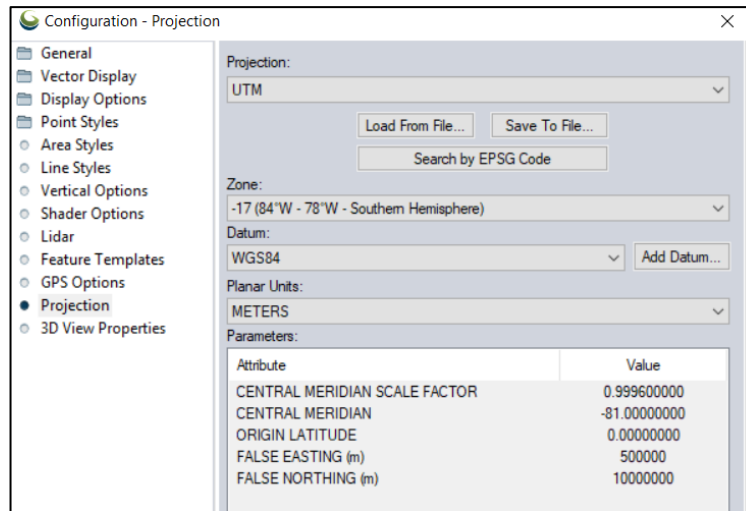 Configuration - Projection
General
Vector Display
Display Options
Point Styles
Area Styles
Line Styles
Vertical Options
Shader Options
Lidar
Feature Templates
GPS Options
Projection
3D View Properties
Projection:
UTM
Load From File... Save To File...
Search by EPSG Code
Zone:
-17 (84°W - 78°W - Southern Hemisphere)
Datum:
WGS84 Add Datum...
Planar Units:
METERS
Parameters:
Attribute Value
CENTRAL MERIDIAN SCALE FACTOR 0.999600000
CENTRAL MERIDIAN -81.00000000
ORIGIN LATITUDE 0.00000000
FALSE EASTING (m) 500000
FALSE NORTHING (m) 10000000